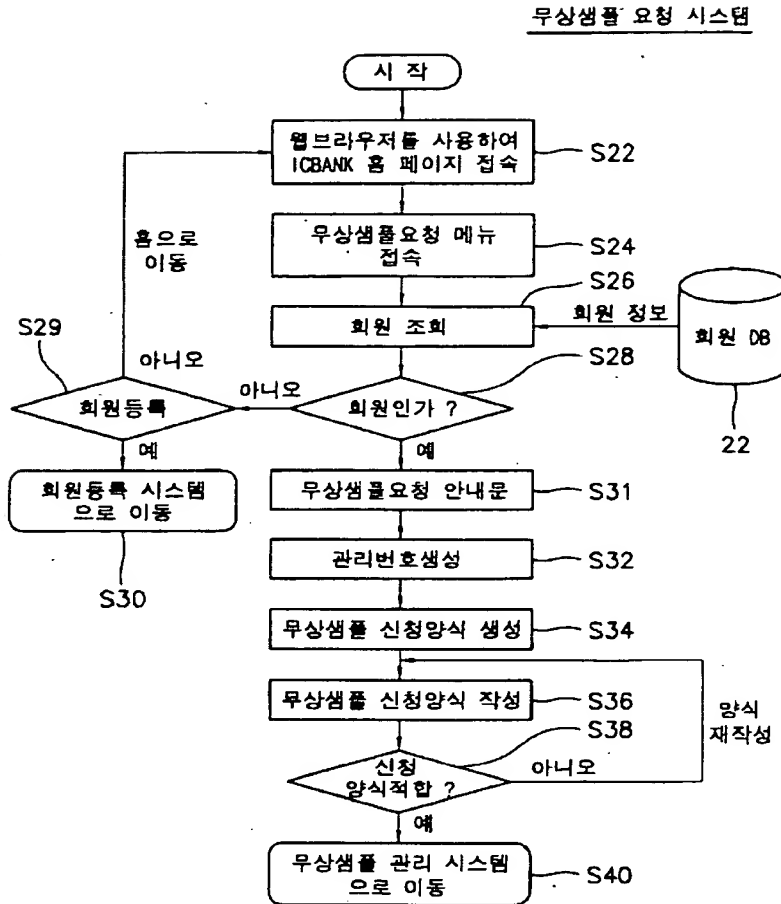 무상샘플 요청 시스템
시 작
웹브라우저를 사용하여
ICBANK 홈 페이지 접속
S22
무상샘플요청 메뉴
접속
S24
홈으로
이동
S26
회원 조회
회원 정보
회원 DB
22
S29
아니오
회원등록
아니오
회원인가 ?
S28
예
예
회원등록 시스템
으로 이동
S30
무상샘플요청 안내문
S31
관리번호생성
S32
무상샘플 신청양식 생성
S34
무상샘플 신청양식 작성
S36
양식
재작성
S38
신청
양식적합 ?
아니오
예
무상샘플 관리 시스템
으로 이동
S40